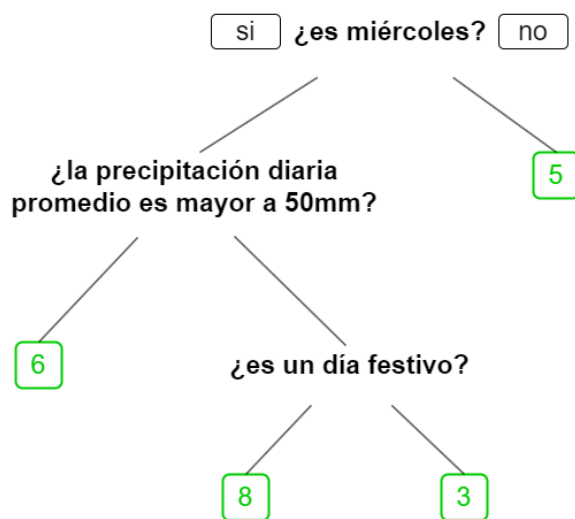 si ¿es miércoles? no
¿la precipitación diaria
promedio es mayor a 50mm?
5
6
¿es un día festivo?
8
3